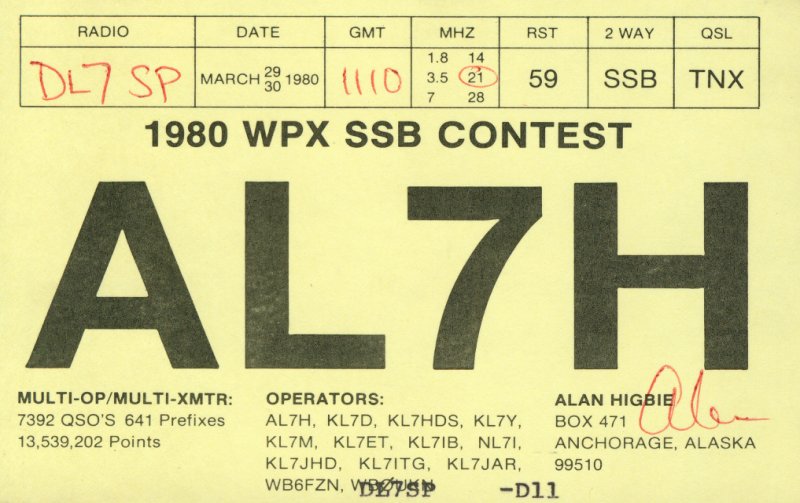 RADIO DATE GMT MHZ RST 2 WAY QSL
DL7SP MARCH 29 30 1980 1110 1.8 14 3.5 21 7 28 59 SSB TNX
1980 WPX SSB CONTEST
AL7H
MULTI-OP/MULTI-XMTR:
7392 QSO'S 641 Prefixes
13,539,202 Points
OPERATORS:
AL7H, KL7D, KL7HDS, KL7Y,
KL7M, KL7ET, KL7IB, NL7I,
KL7JHD, KL7ITG, KL7JAR,
WB6FZN,
DL7SP -D11
ALAN HIGBIE
BOX 471
ANCHORAGE, ALASKA
99510
Alan